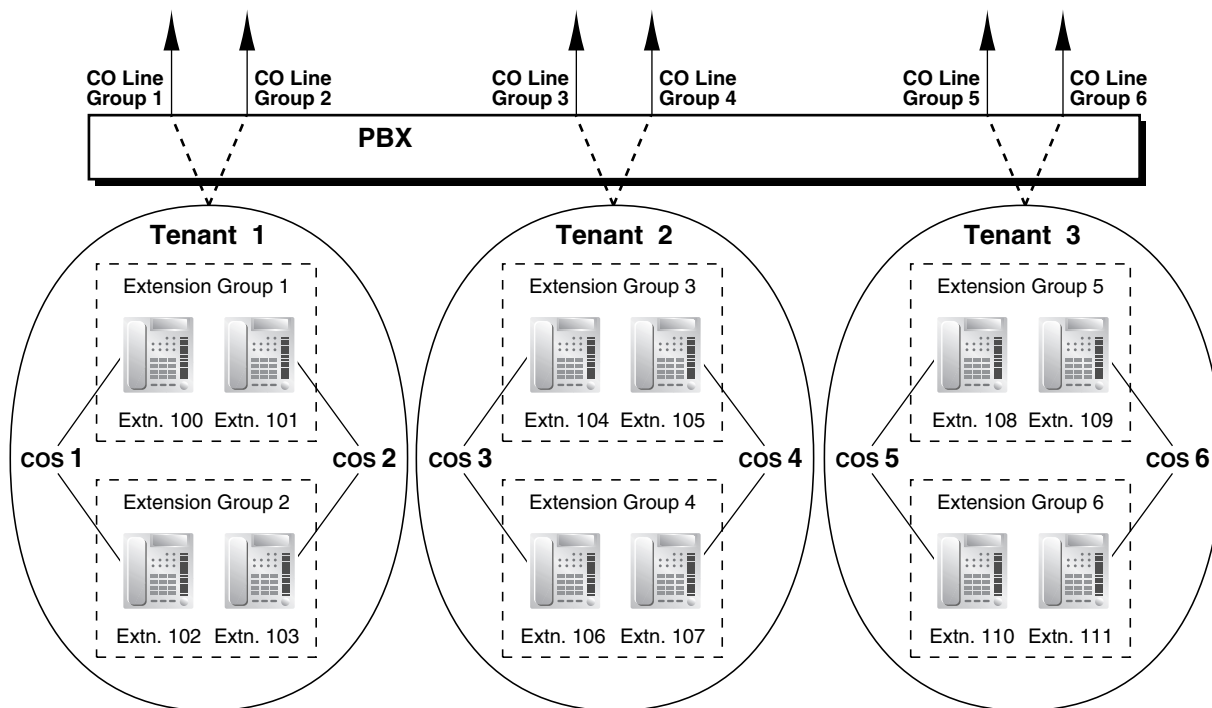 CO Line
Group 1
CO Line
Group 2
CO Line
Group 3
CO Line
Group 4
CO Line
Group 5
CO Line
Group 6
PBX
Tenant 1
Extension Group 1
Extn. 100 Extn. 101
COS 1
COS 2
Extension Group 2
Extn. 102 Extn. 103
Tenant 2
Extension Group 3
Extn. 104 Extn. 105
COS 3
COS 4
Extension Group 4
Extn. 106 Extn. 107
Tenant 3
Extension Group 5
Extn. 108 Extn. 109
COS 5
COS 6
Extension Group 6
Extn. 110 Extn. 111